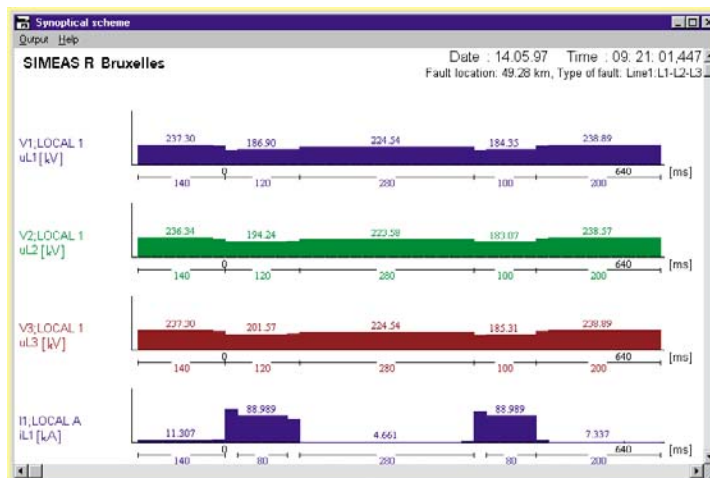 Synoptical scheme
Output Help
SIMEAS R Bruxelles
Date : 14.05.97 Time : 09: 21: 01,447
Fault location: 49.28 km, Type of fault: Line1:L1-L2-L3
V1;LOCAL 1
uL1 [kV]
237.30 186.90 224.54 184.35 238.89
0 640 [ms]
140 120 280 100 200
V2;LOCAL 1
uL2 [kV]
236.34 194.24 223.58 183.07 238.57
0 640 [ms]
140 120 280 100 200
V3;LOCAL 1
uL3 [kV]
237.30 201.57 224.54 185.31 238.89
0 640 [ms]
140 120 280 100 200
I1;LOCAL A
iL1 [kA]
11.307 88.989 4.661 88.989 7.337
0 640 [ms]
140 80 280 80 200